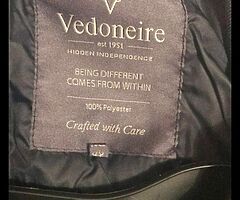 Vedoneire
est 1951
HIDDEN INDEPENDENCE
BEING DIFFERENT
COMES FROM WITHIN
100% Polyester
Crafted with Care